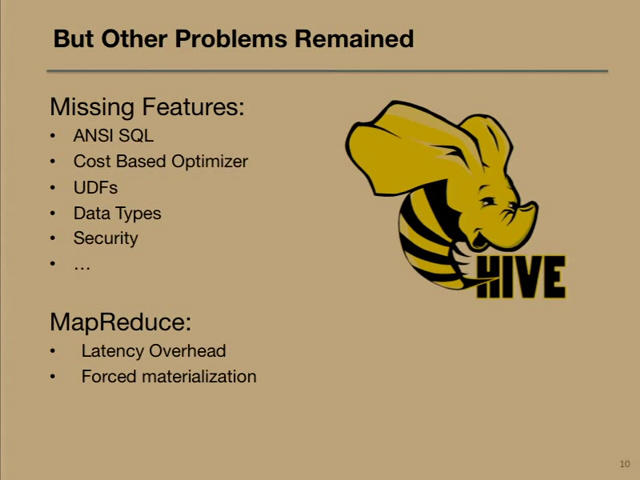 But Other Problems Remained
Missing Features:
• ANSI SQL
• Cost Based Optimizer
• UDFs
• Data Types
• Security
• …
HIVE
MapReduce:
• Latency Overhead
• Forced materialization
10